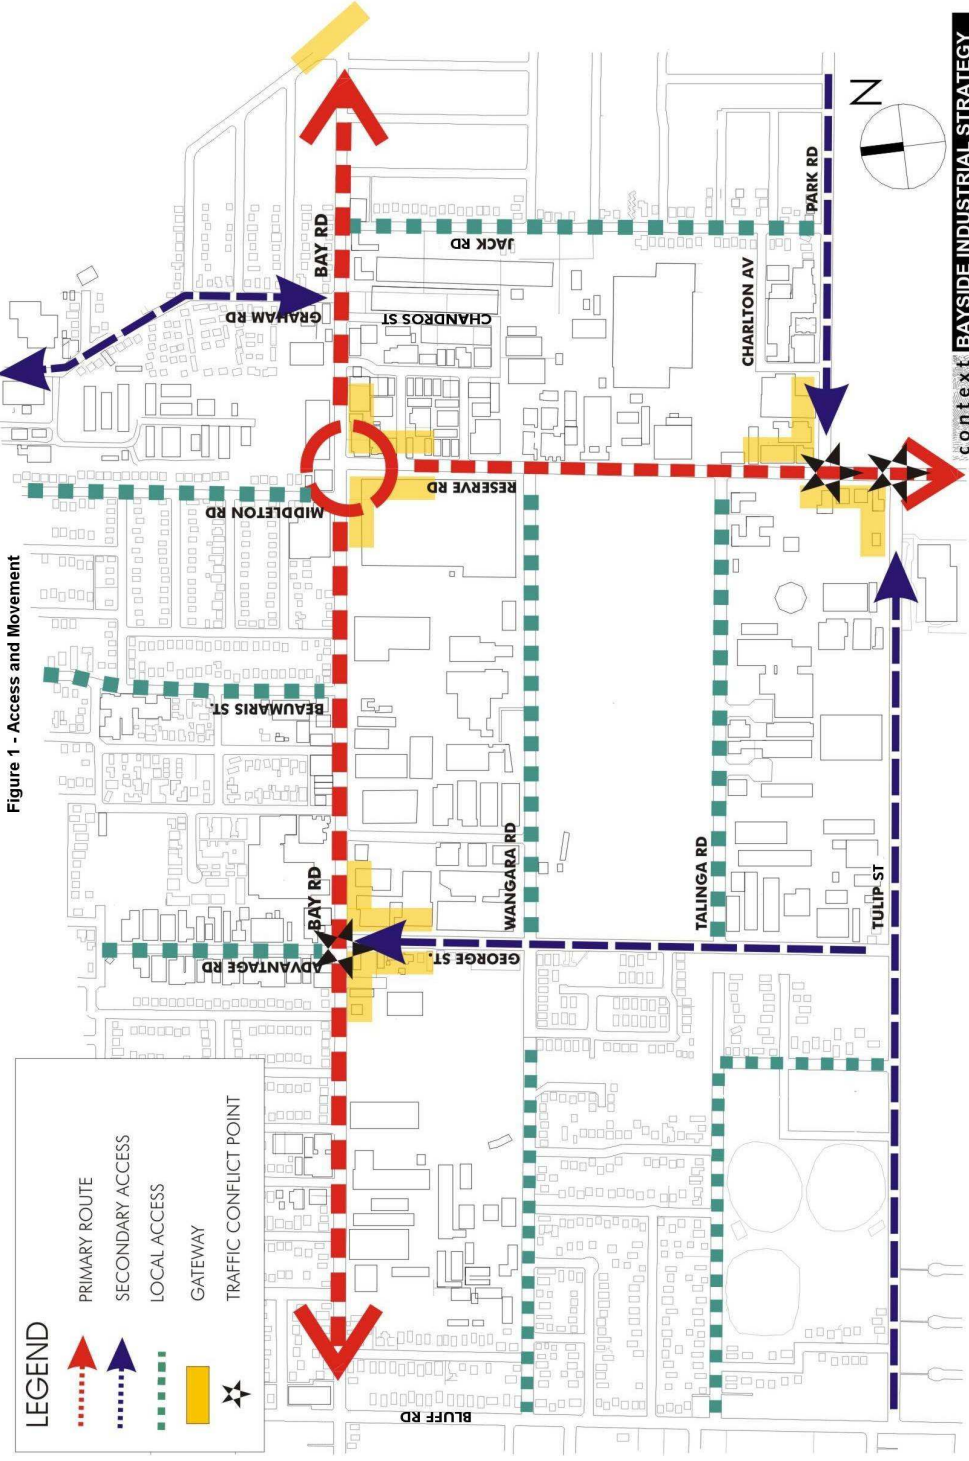 Figure 1 - Access and Movement
LEGEND
PRIMARY ROUTE
SECONDARY ACCESS
LOCAL ACCESS
GATEWAY
TRAFFIC CONFLICT POINT
GRAHAM RD
BAY RD
MIDDLETON RD
BEAUMARIS ST.
ADVANTAGE RD
BAY RD
JACK RD
CHANDROS ST
RESERVE RD
GEORGE ST.
BLUFF RD
WANGARA RD
TALINGA RD
TULIP ST
CHARLTON AV
PARK RD
N
context BAYSIDE INDUSTRIAL STRATEGY